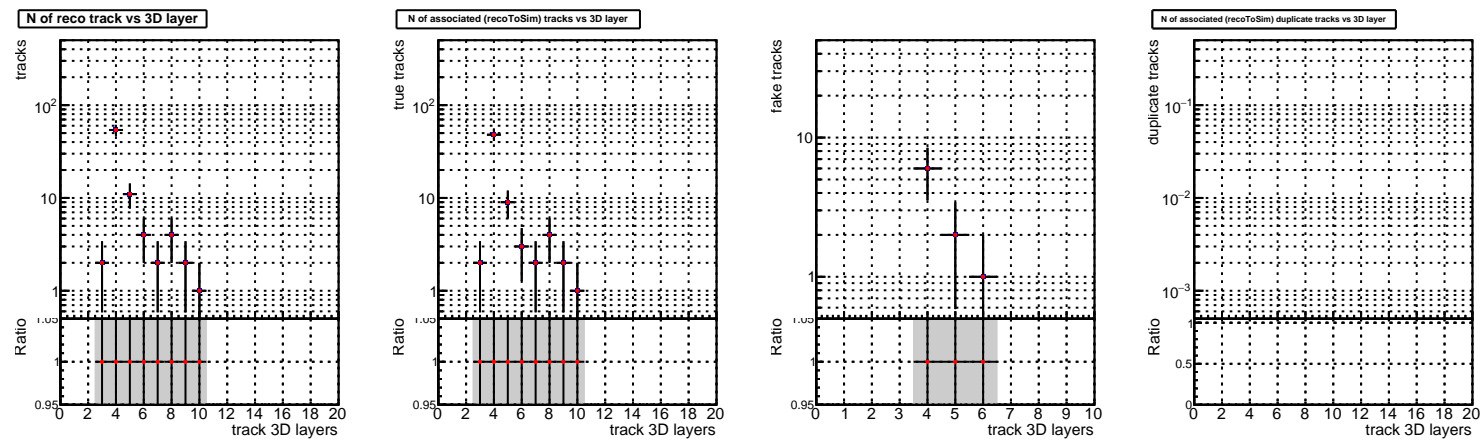 N of reco track vs 3D layer
tracks
10²
10
1
Ratio
1.05
1
0.95
0 2 4 6 8 10 12 14 16 18 20
track 3D layers
N of associated (recoToSim) tracks vs 3D layer
true tracks
10²
10
1
Ratio
1.05
1
0.95
0 2 4 6 8 10 12 14 16 18 20
track 3D layers
fake tracks
10
1
Ratio
1.05
1
0.95
0 1 2 3 4 5 6 7 8 9 10
track 3D layers
N of associated (recoToSim) duplicate tracks vs 3D layer
duplicate tracks
10⁻¹
10⁻²
10⁻³
Ratio
1
0.5
0
0 2 4 6 8 10 12 14 16 18 20
track 3D layers